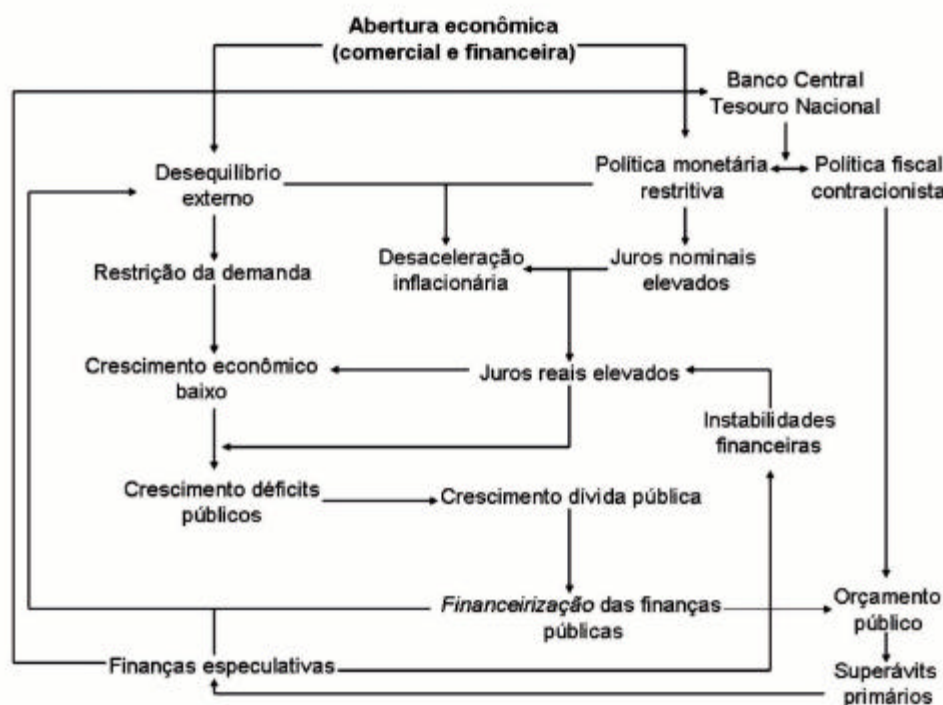 Abertura econômica
(comercial e financeira)
Banco Central
Tesouro Nacional
Desequilíbrio
externo
Política monetária
restritiva
Política fiscal
contracionista
Restrição da demanda
Desaceleração
inflacionária
Juros nominais
elevados
Crescimento econômico
baixo
Juros reais elevados
Instabilidades
financeiras
Crescimento déficits
públicos
Crescimento dívida pública
Financeirização das finanças
públicas
Orçamento
público
Finanças especulativas
Superávits
primários